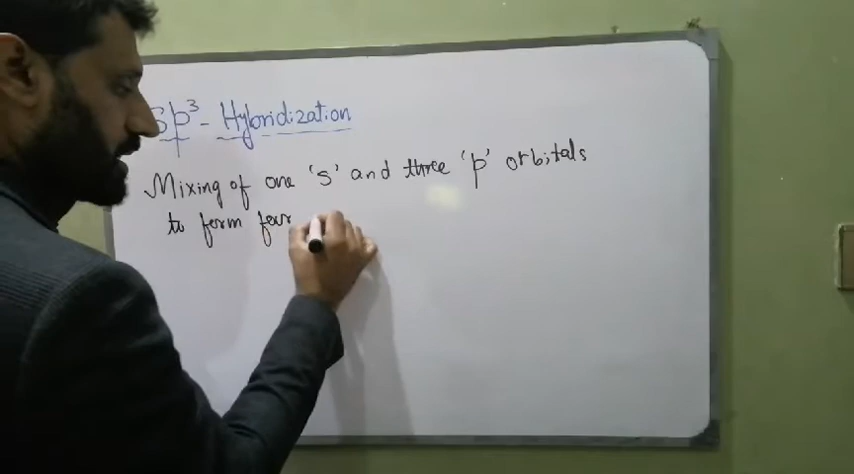 Sp³ - Hybridization
Mixing of one 's' and three 'p' orbitals
to form four